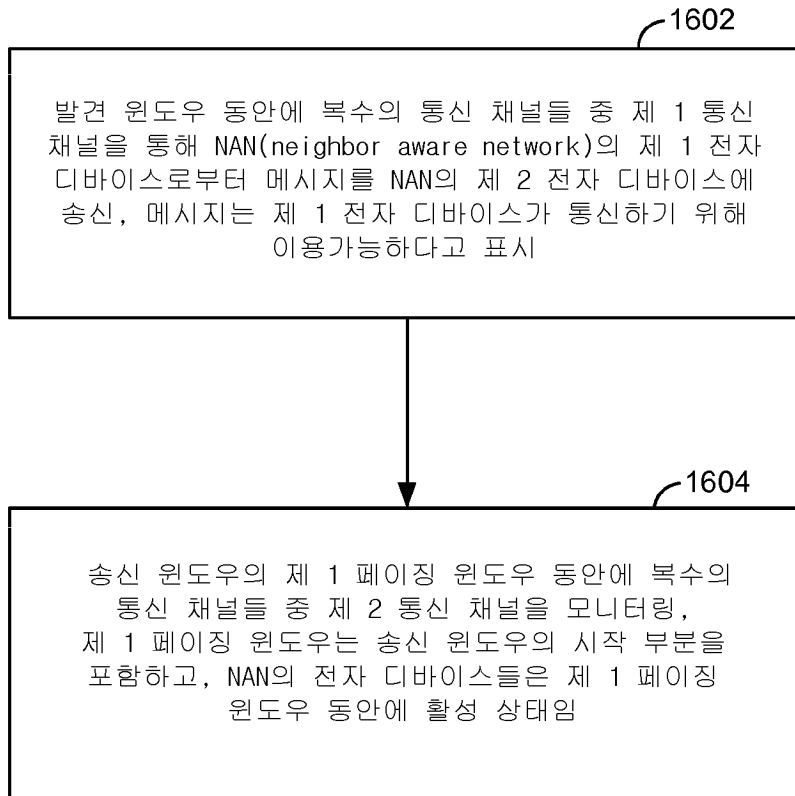 1602
발견 윈도우 동안에 복수의 통신 채널들 중 제 1 통신
채널을 통해 NAN(neighbor aware network)의 제 1 전자
디바이스로부터 메시지를 NAN의 제 2 전자 디바이스에
송신, 메시지는 제 1 전자 디바이스가 통신하기 위해
이용가능하다고 표시
1604
송신 윈도우의 제 1 페이징 윈도우 동안에 복수의
통신 채널들 중 제 2 통신 채널을 모니터링,
제 1 페이징 윈도우는 송신 윈도우의 시작 부분을
포함하고, NAN의 전자 디바이스들은 제 1 페이징
윈도우 동안에 활성 상태임